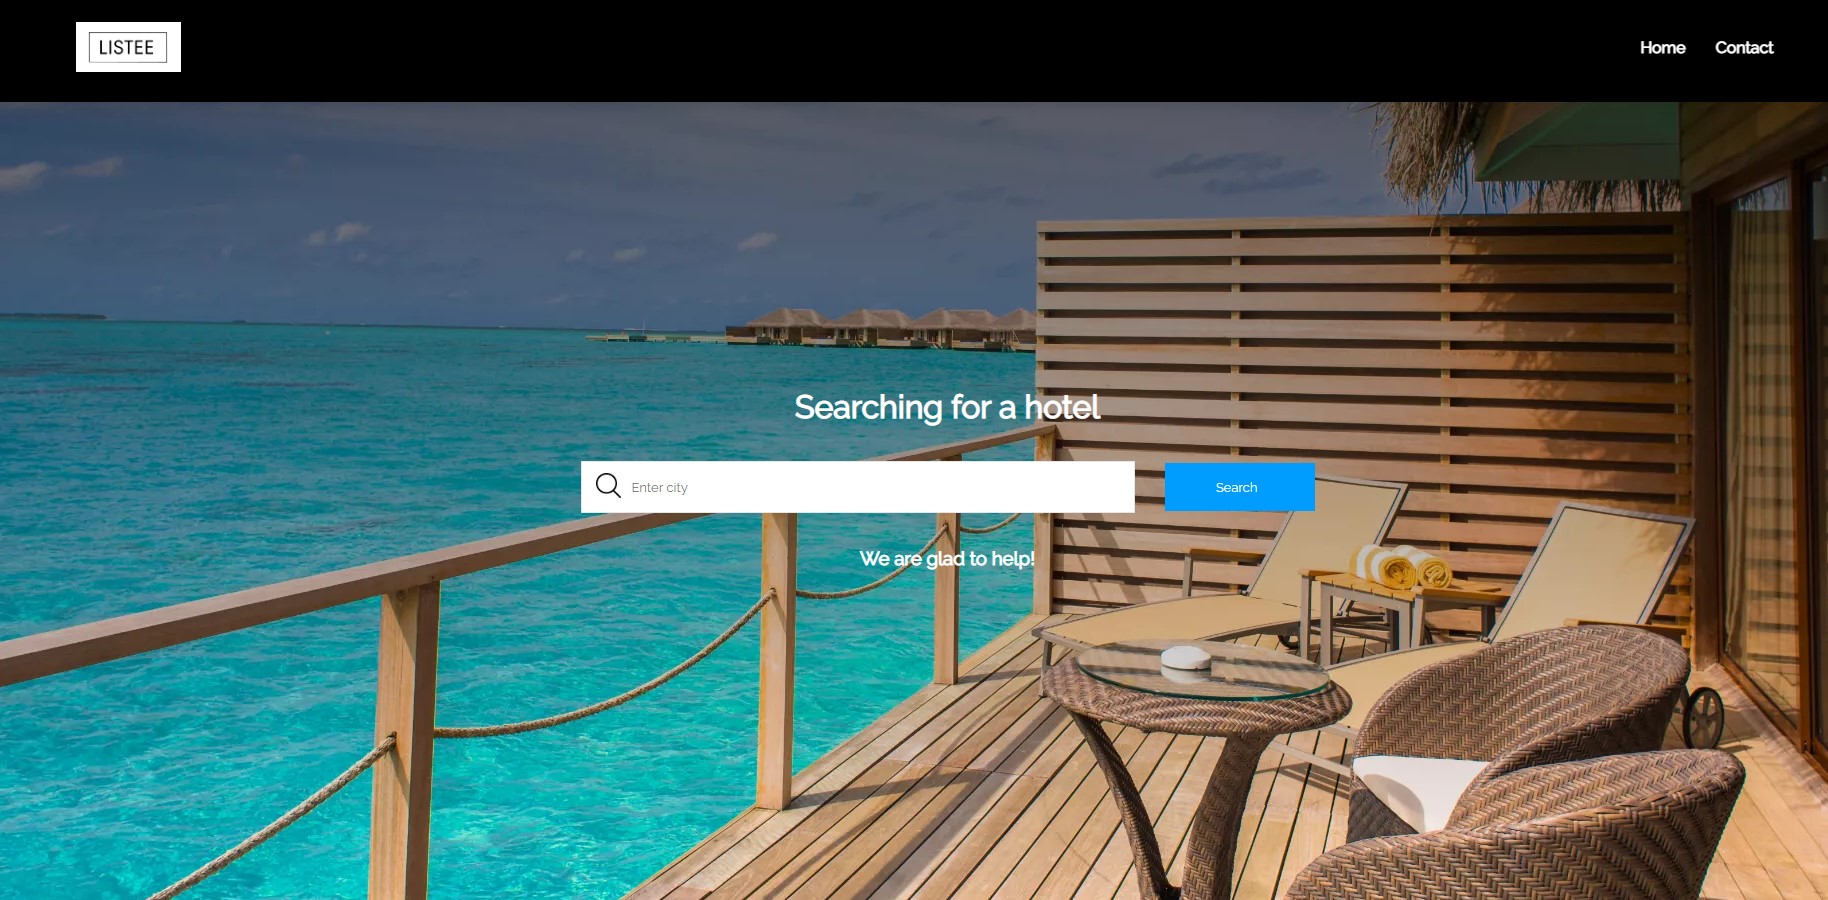 LISTEE
Home
Contact
Searching for a hotel
Enter city
Search
We are glad to help!